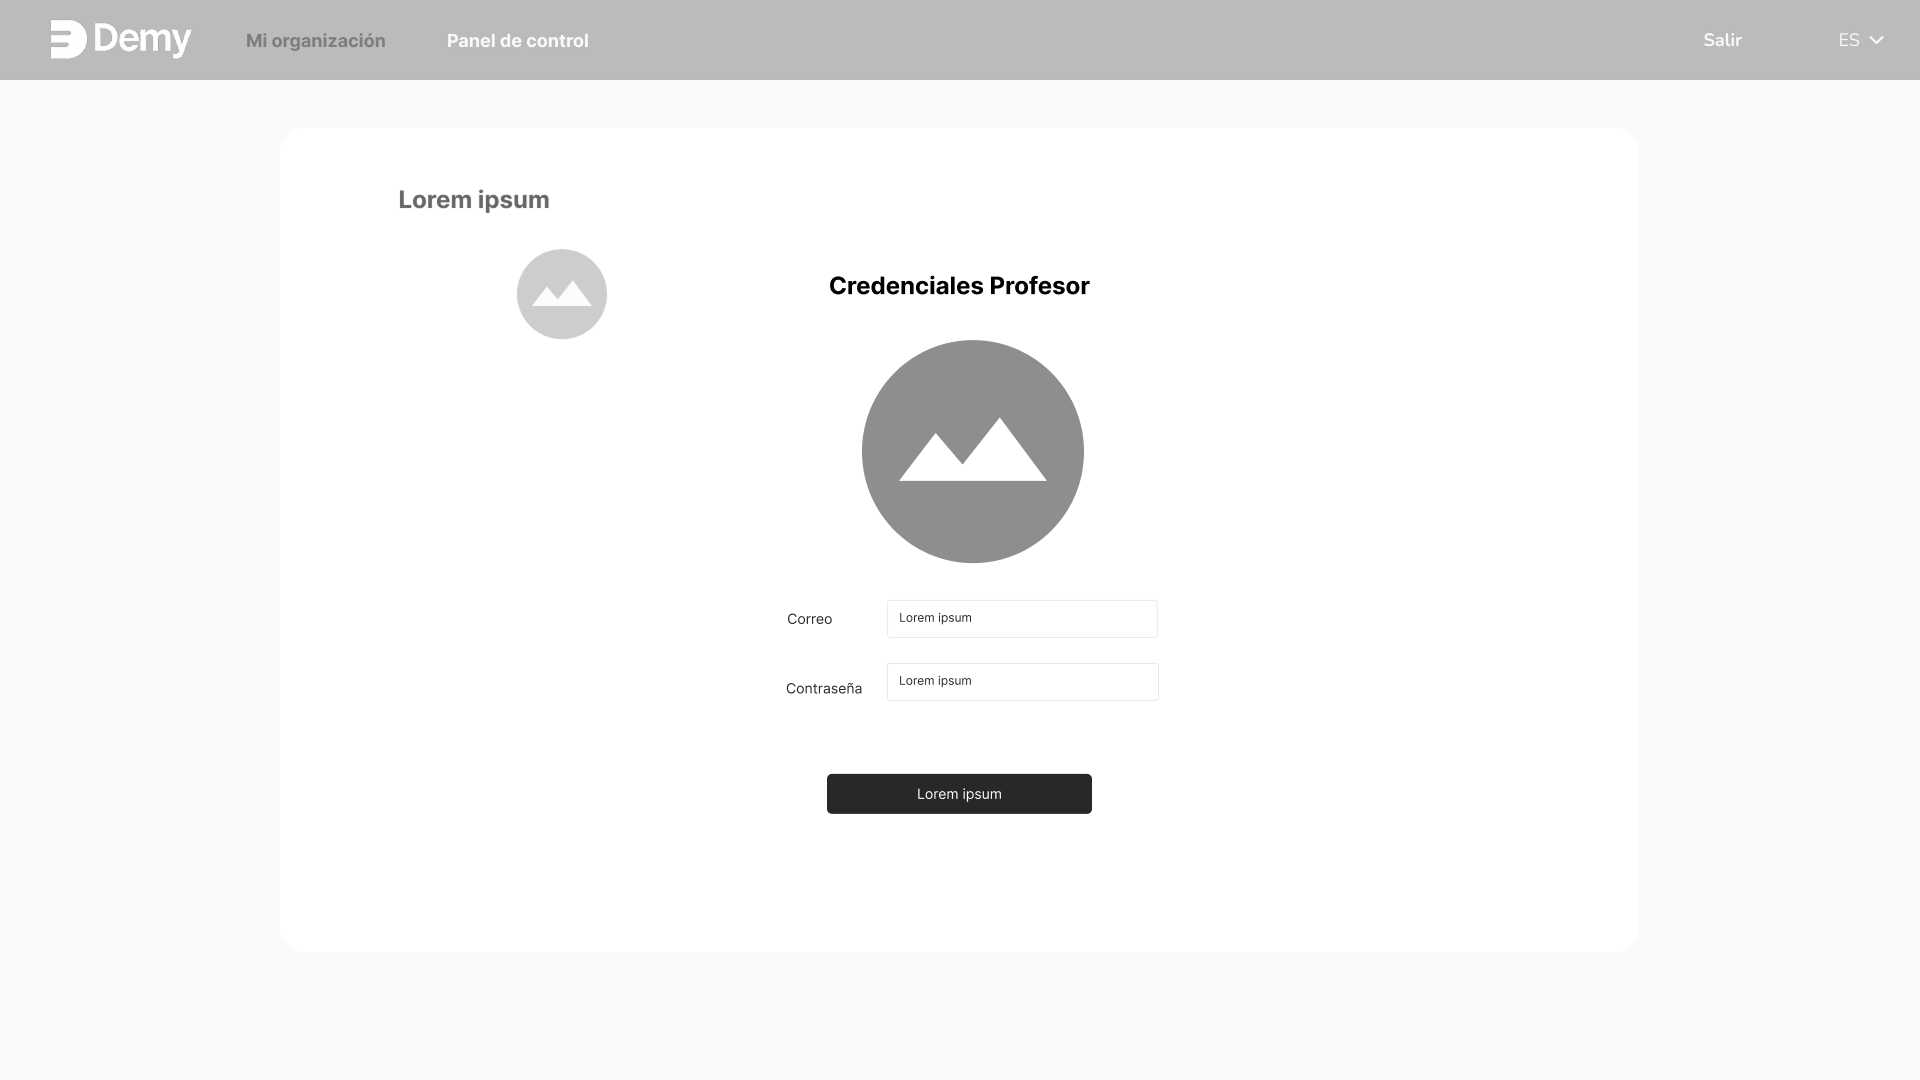 Demy
Mi organización
Panel de control
Salir
ES
Lorem ipsum
Credenciales Profesor
Correo
Lorem ipsum
Contraseña
Lorem ipsum
Lorem ipsum